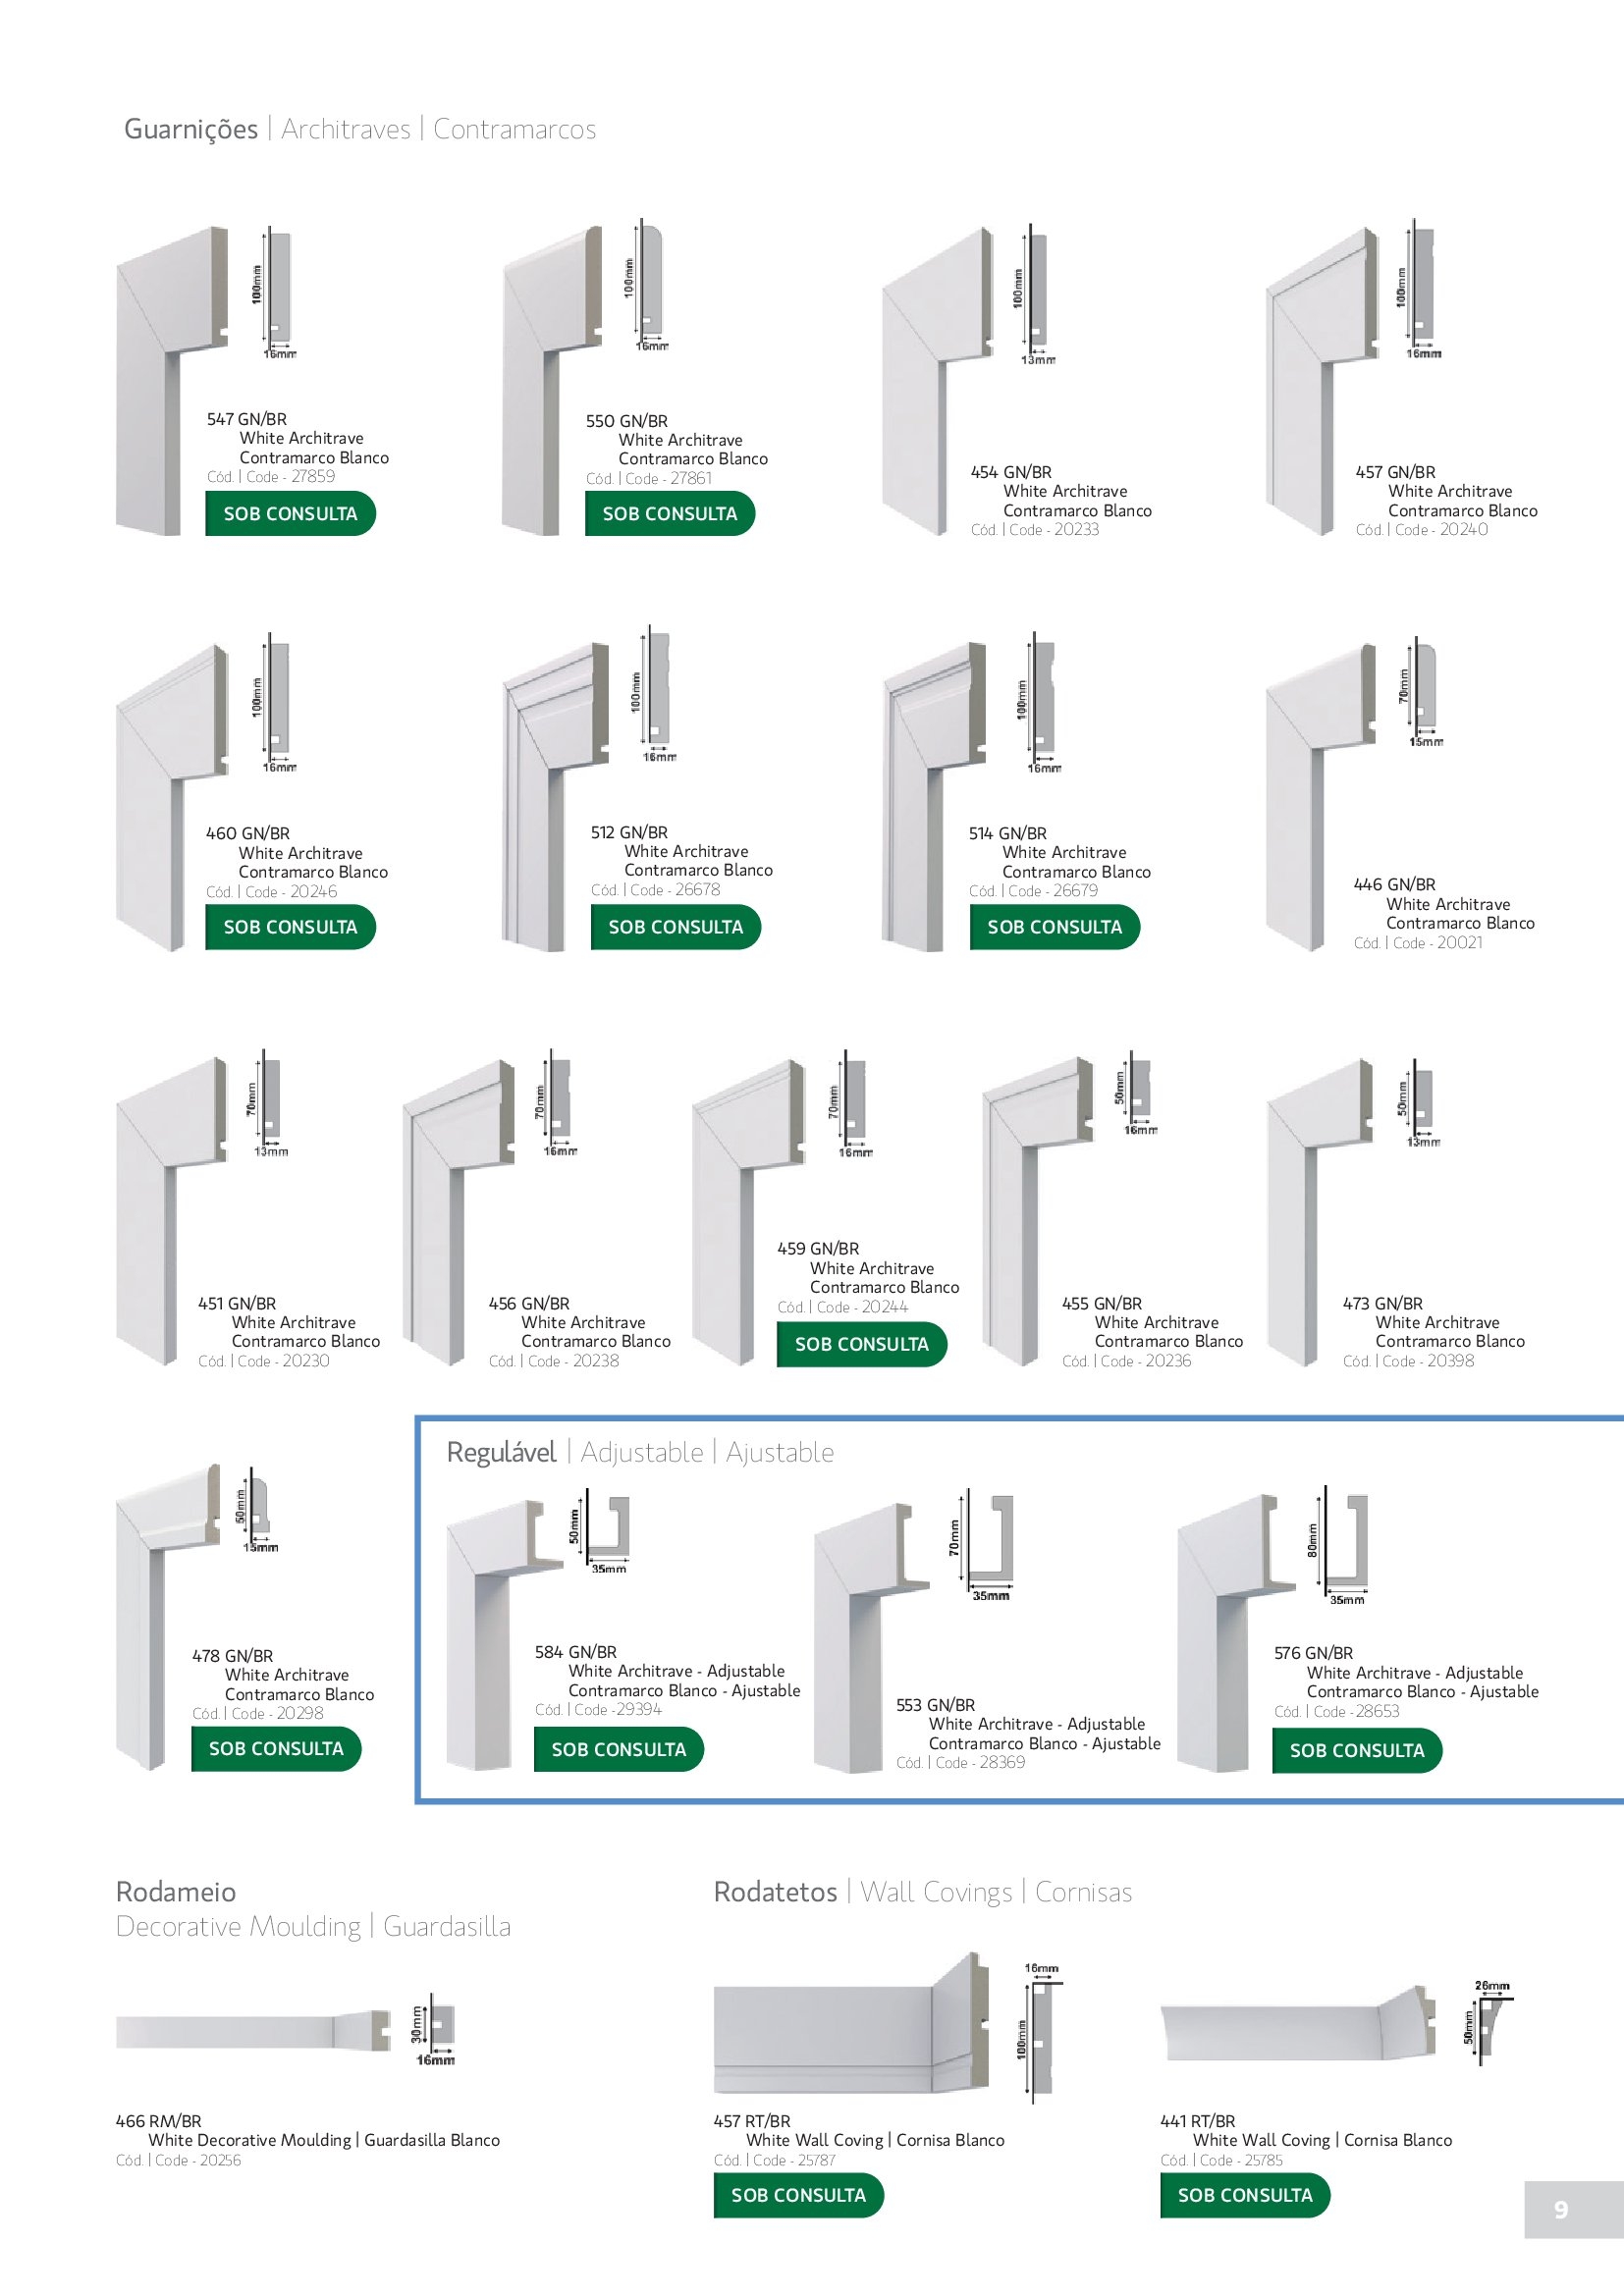 Guarnições | Architraves | Contramarcos
100mm
16mm
547 GN/BR
White Architrave
Contramarco Blanco
Cód. | Code - 27859
SOB CONSULTA
100mm
16mm
550 GN/BR
White Architrave
Contramarco Blanco
Cód. | Code - 27861
SOB CONSULTA
100mm
13mm
454 GN/BR
White Architrave
Contramarco Blanco
Cód. | Code - 20233
100mm
16mm
457 GN/BR
White Architrave
Contramarco Blanco
Cód. | Code - 20240
100mm
16mm
460 GN/BR
White Architrave
Contramarco Blanco
Cód. | Code - 20246
SOB CONSULTA
100mm
16mm
512 GN/BR
White Architrave
Contramarco Blanco
Cód. | Code - 26678
SOB CONSULTA
100mm
16mm
514 GN/BR
White Architrave
Contramarco Blanco
Cód. | Code - 26679
SOB CONSULTA
70mm
15mm
446 GN/BR
White Architrave
Contramarco Blanco
Cód. | Code - 20021
70mm
13mm
451 GN/BR
White Architrave
Contramarco Blanco
Cód. | Code - 20230
70mm
16mm
456 GN/BR
White Architrave
Contramarco Blanco
Cód. | Code - 20238
70mm
16mm
459 GN/BR
White Architrave
Contramarco Blanco
Cód. | Code - 20244
SOB CONSULTA
50mm
16mm
455 GN/BR
White Architrave
Contramarco Blanco
Cód. | Code - 20236
50mm
13mm
473 GN/BR
White Architrave
Contramarco Blanco
Cód. | Code - 20398
50mm
15mm
478 GN/BR
White Architrave
Contramarco Blanco
Cód. | Code - 20298
SOB CONSULTA
Regulável | Adjustable | Ajustable
50mm
35mm
584 GN/BR
White Architrave - Adjustable
Contramarco Blanco - Ajustable
Cód. | Code -29394
SOB CONSULTA
70mm
35mm
553 GN/BR
White Architrave - Adjustable
Contramarco Blanco - Ajustable
Cód. | Code - 28369
80mm
35mm
576 GN/BR
White Architrave - Adjustable
Contramarco Blanco - Ajustable
Cód. | Code -28653
SOB CONSULTA
Rodameio
Decorative Moulding | Guardasilla
30mm
16mm
466 RM/BR
White Decorative Moulding | Guardasilla Blanco
Cód. | Code - 20256
Rodatetos | Wall Covings | Cornisas
16mm
100mm
457 RT/BR
White Wall Coving | Cornisa Blanco
Cód. | Code - 25787
SOB CONSULTA
26mm
50mm
441 RT/BR
White Wall Coving | Cornisa Blanco
Cód. | Code - 25785
SOB CONSULTA
9